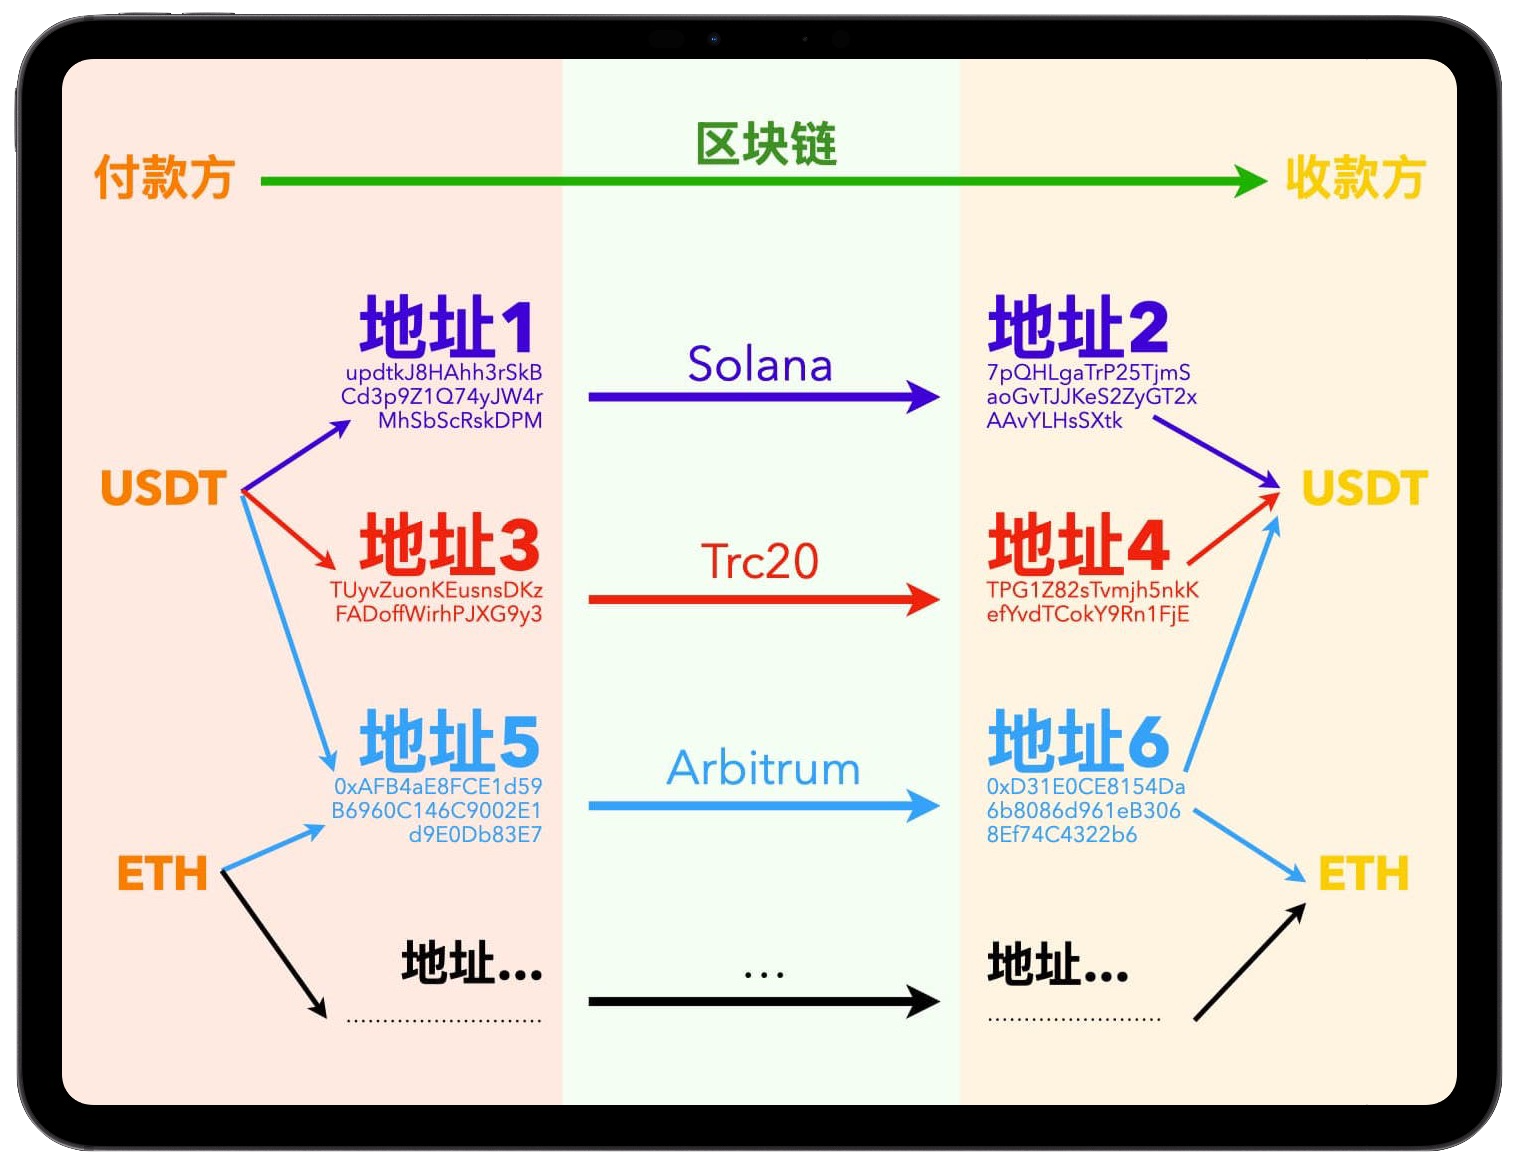 区块链
付款方
收款方
地址1
updtkJ8HAhh3rSkB
Cd3p9Z1Q74yJW4r
MhSbScRskDPM
Solana
地址2
7pQHLgaTrP25TjmS
aoGvTJJKeS2ZyGT2x
AAvYLHsSXtk
USDT
USDT
地址3
TUyvZuonKEusnsDKz
FADoffWirhPJXG9y3
Trc20
地址4
TPG1Z82sTvmjh5nkK
efYvdTCokY9Rn1FjE
地址5
0xAFB4aE8FCE1d59
B6960C146C9002E1
d9E0Db83E7
Arbitrum
地址6
0xD31E0CE8154Da
6b8086d961eB306
8Ef74C4322b6
ETH
ETH
地址...
...........................
...
地址...
........................